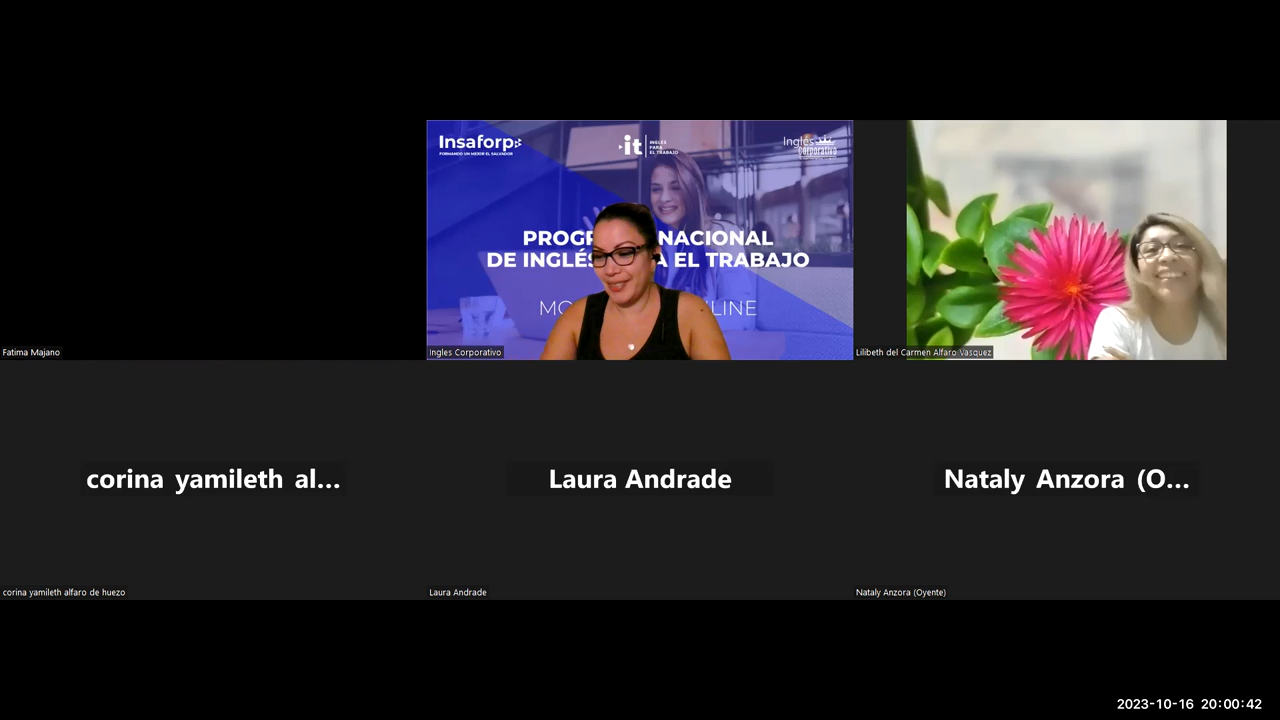 Insaforp
FORMANDO UN MEJOR EL SALVADOR
it
INGLÉS
PARA
EL TRABAJO
Inglés
corporativo
PROGR NACIONAL
DE INGLÉS A EL TRABAJO
MO LINE
Fatima Majano
Ingles Corporativo
Lilibeth del Carmen Alfaro Vasquez
corina yamileth al...
Laura Andrade
Nataly Anzora (O...
corina yamileth alfaro de huezo
Laura Andrade
Nataly Anzora (Oyente)
2023-10-16 20:00:42